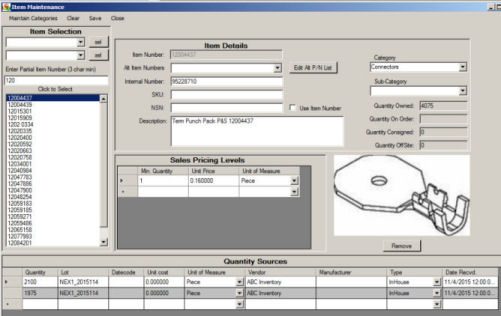 Item Maintenance
Maintain Categories Clear Save Close
Item Selection
Enter Partial Item Number (3 char min)
120
Click to Select
12004437
12004439
12015301
12015909
1202 0334
12020335
12020400
12020592
12020663
12020758
12034001
12040984
12047783
12047886
12047900
12048254
12059183
12059185
12059271
12059486
12065158
12077993
12084201
Item Details
Item Number: 12004437
Alt Item Numbers: Edit Alt P/N List
Internal Number: 95228710
SKU:
NSN: Use Item Number
Description: Term Punch Pack P&S 12004437
Category
Connectors
Sub-Category
Quantity Owned: 4075
Quantity On Order:
Quantity Consigned: 0
Quantity OffSite: 0
Sales Pricing Levels
Min. Quantity Unit Price Unit of Measure
1 0.160000 Piece
Remove
Quantity Sources
Quantity Lot Datecode Unit cost Unit of Measure Vendor Manufacturer Type Date Recvd.
2100 NEX1_2015114 0.000000 Piece ABC Inventory InHouse 11/4/2015 12:00:0...
1975 NEX1_2015114 0.000000 Piece ABC Inventory InHouse 11/4/2015 12:00:0...